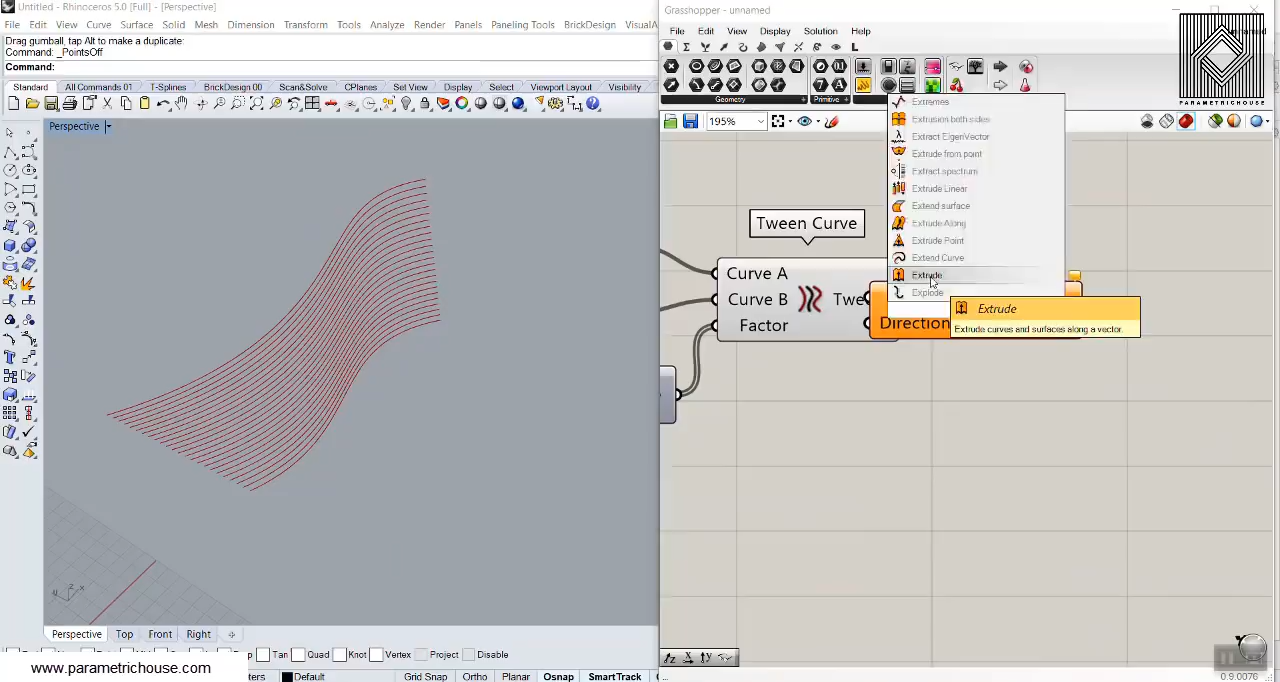 Untitled - Rhinoceros 5.0 [Full] - [Perspective]
File Edit View Curve Surface Solid Mesh Dimension Transform Tools Analyze Render Panels Paneling Tools BrickDesign VisualA
Drag gumball, tap Alt to make a duplicate:
Command: _PointsOff
Command:
Standard All Commands 01 T-Splines BrickDesign 00 Scan&Solve CPlanes Set View Display Select Viewport Layout Visibility
Perspective
Perspective Top Front Right
Tan Quad Knot Vertex Project Disable
www.parametrichouse.com
eters Default Grid Snap Ortho Planar Osnap SmartTrack
Grasshopper - unnamed
File Edit View Display Solution Help
unnamed
PARAMETRICHOUSE
Geometry Primitive
195%
Extremes
Extrusion both sides
Extract EigenVector
Extrude from point
Extract spectrum
Extrude Linear
Extend surface
Extrude Along
Extrude Point
Extend Curve
Extrude
Explode
Extrude
Extrude curves and surfaces along a vector.
Tween Curve
Curve A
Curve B Twe
Factor
Direction
0.9.0076